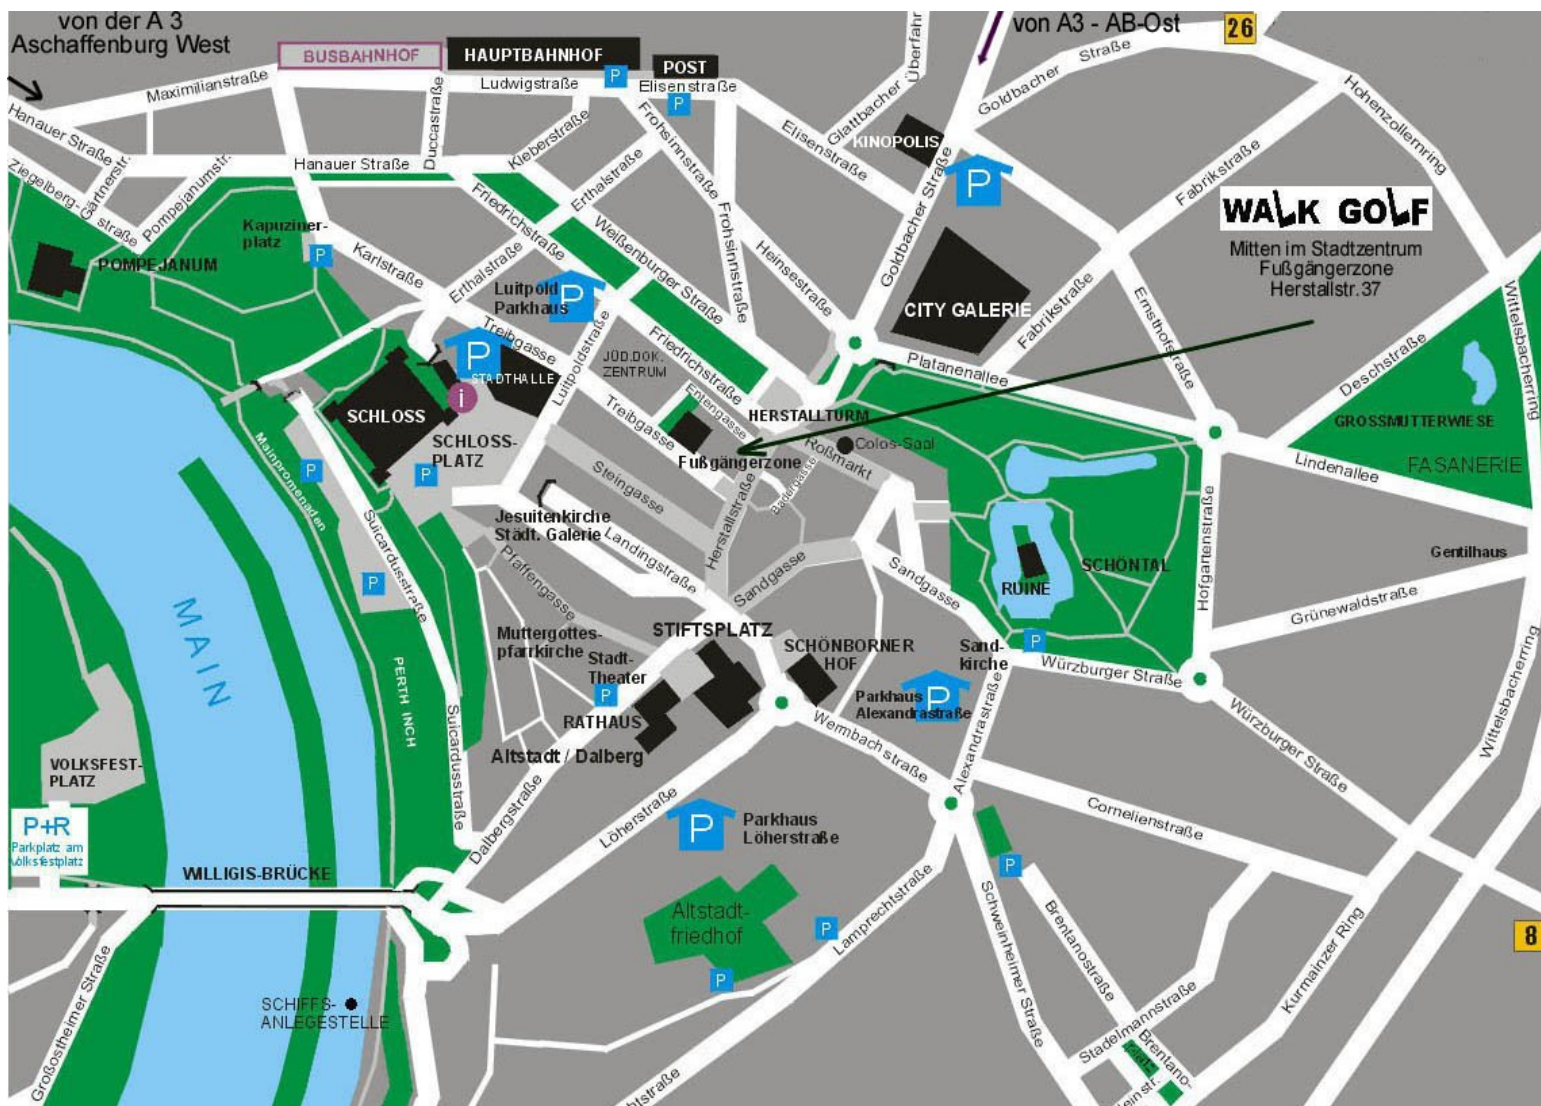 von der A 3
Aschaffenburg West
BUSBAHNHOF
HAUPTBAHNHOF
P
POST
P
von A3 - AB-Ost
26
Maximilianstraße
Ludwigstraße
Elisenstraße
Glattbacher Überfahr
Goldbacher Straße
Hohenzollernring
Hanauer Straße
Ziegelberg-
straße
Gärtnerstr.
Pompejanumstr.
Hanauer Straße
Duccastraße
Kleberstraße
Frohsinnstraße
Erthalstraße
Elisenstraße
KINOPOLIS
P
Fabrikstraße
WALK GOLF
Mitten im Stadtzentrum
Fußgängerzone
Herstallstr.37
Kapuziner-
platz
P
POMPEJANUM
Karlstraße
Friedrichstraße
Erthalstraße
Weißenburger Straße
Frohsinnstraße
Heinsestraße
Goldbacher Straße
CITY GALERIE
Fabrikstraße
Ernsthofstraße
Wittelsbacherring
Luitpold
Parkhaus
P
Treibgasse
P
STADTHALLE
i
Luitpoldstraße
JÜD.DOK.
ZENTRUM
Friedrichstraße
Entengasse
Platanenallee
Deschstraße
SCHLOSS
HERSTALLTURM
GROSSMUTTERWIESE
SCHLOSS-
PLATZ
P
Treibgasse
Fußgängerzone
Roßmarkt
Colos-Saal
Badergasse
Lindenallee
FASANERIE
Mainpromenaden
P
Suicardusstraße
Steingasse
Herstallstraße
Jesuitenkirche
Städt. Galerie
Landingstraße
Pfaffengasse
Sandgasse
Sandgasse
SCHÖNTAL
RUINE
Hofgartenstraße
Gentilhaus
Grünewaldstraße
P
MAIN
PERTH INCH
Muttergottes-
pfarrkirche
STIFTSPLATZ
Stadt-
Theater
P
SCHÖNBORNER
HOF
Sand-
kirche
P
Würzburger Straße
Parkhaus
Alexandrastraße
P
RATHAUS
Altstadt / Dalberg
Wermbachstraße
Alexandrastraße
Würzburger Straße
Wittelsbacherring
Suicardusstraße
VOLKSFEST-
PLATZ
P+R
Parkplatz am
Volksfestplatz
Dalbergstraße
Löherstraße
P
Parkhaus
Löherstraße
Cornelienstraße
WILLIGIS-BRÜCKE
P
Altstadt-
friedhof
P
P
Lamprechtstraße
Schweinheimer Straße
Brentanostraße
Kurmainzer Ring
8
Großostheimer Straße
SCHIFFS-
ANLEGESTELLE
Stadelmannstraße
Brentano-
platz